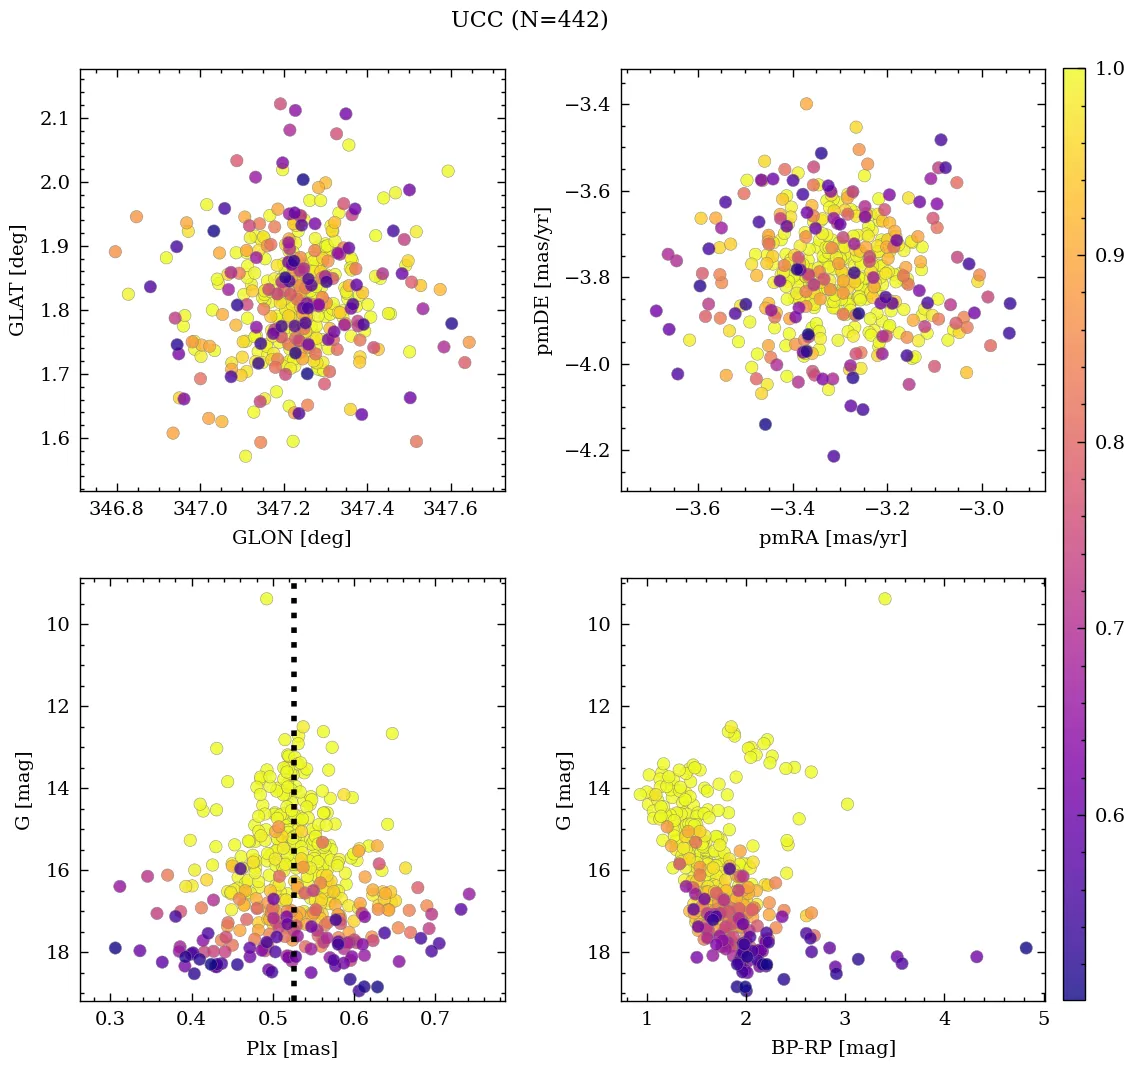 UCC (N=442)
2.1
2.0
1.9
1.8
1.7
1.6
GLAT [deg]
346.8 347.0 347.2 347.4 347.6
GLON [deg]
−3.4
−3.6
−3.8
−4.0
−4.2
pmDE [mas/yr]
−3.6 −3.4 −3.2 −3.0
pmRA [mas/yr]
1.0
0.9
0.8
0.7
0.6
10
12
14
16
18
G [mag]
0.3 0.4 0.5 0.6 0.7
Plx [mas]
10
12
14
16
18
G [mag]
1 2 3 4 5
BP-RP [mag]